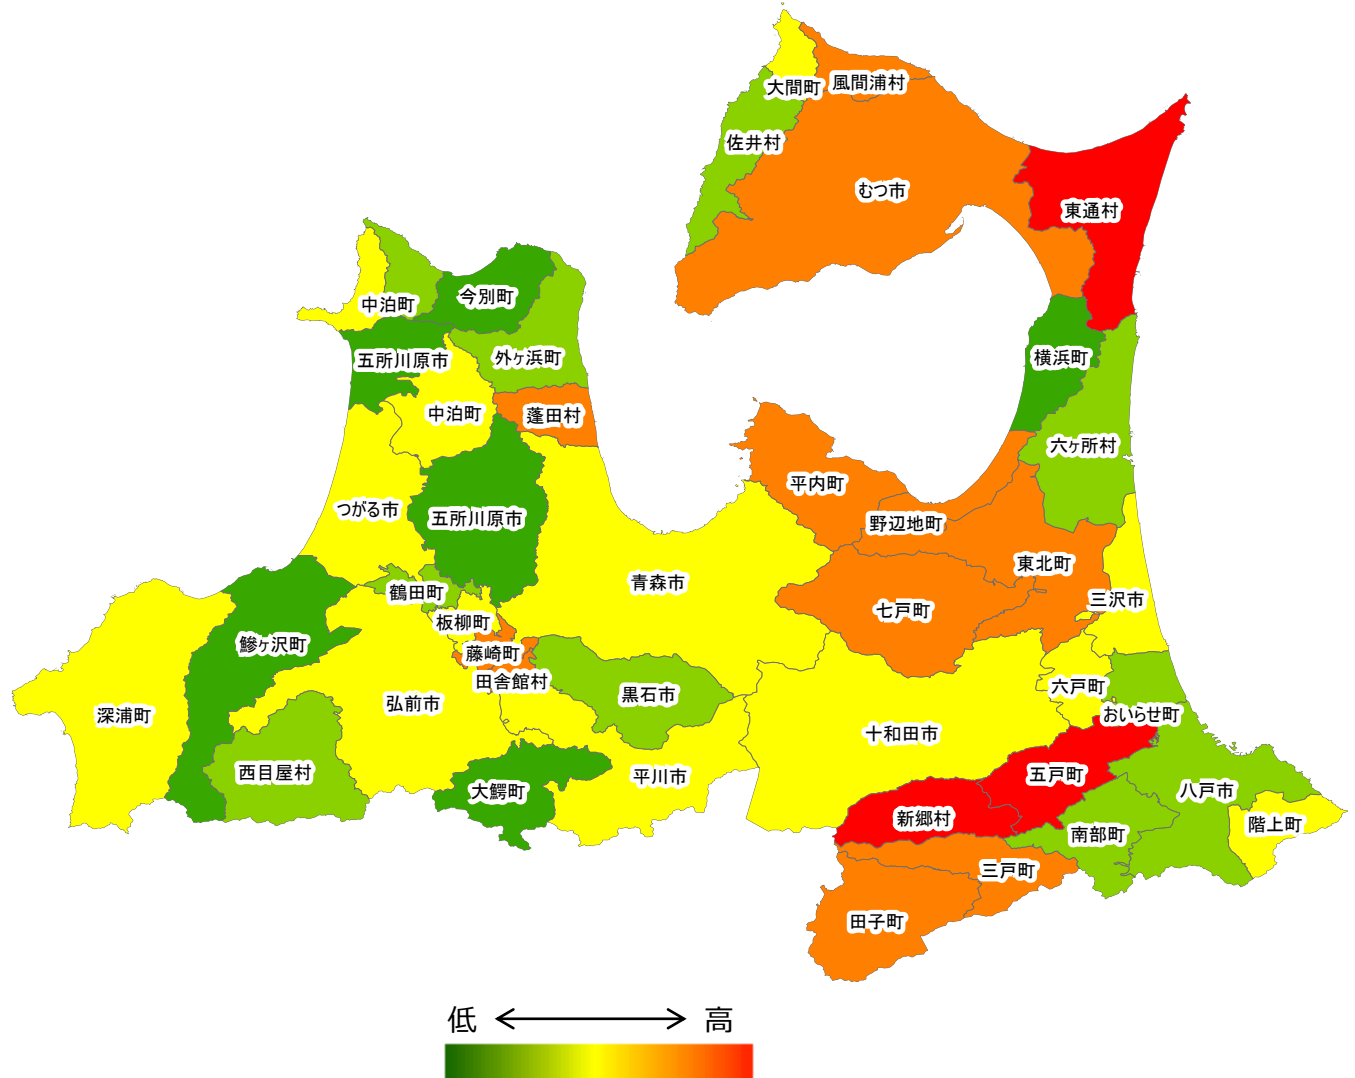 大間町
風間浦村
佐井村
むつ市
東通村
中泊町
今別町
五所川原市
外ヶ浜町
横浜町
中泊町
蓬田村
六ヶ所村
平内町
つがる市
五所川原市
野辺地町
東北町
青森市
鶴田町
三沢市
七戸町
板柳町
鰺ヶ沢町
藤崎町
田舎館村
六戸町
黒石市
弘前市
深浦町
おいらせ町
十和田市
西目屋村
平川市
五戸町
大鰐町
八戸市
新郷村
階上町
南部町
三戸町
田子町
低
高